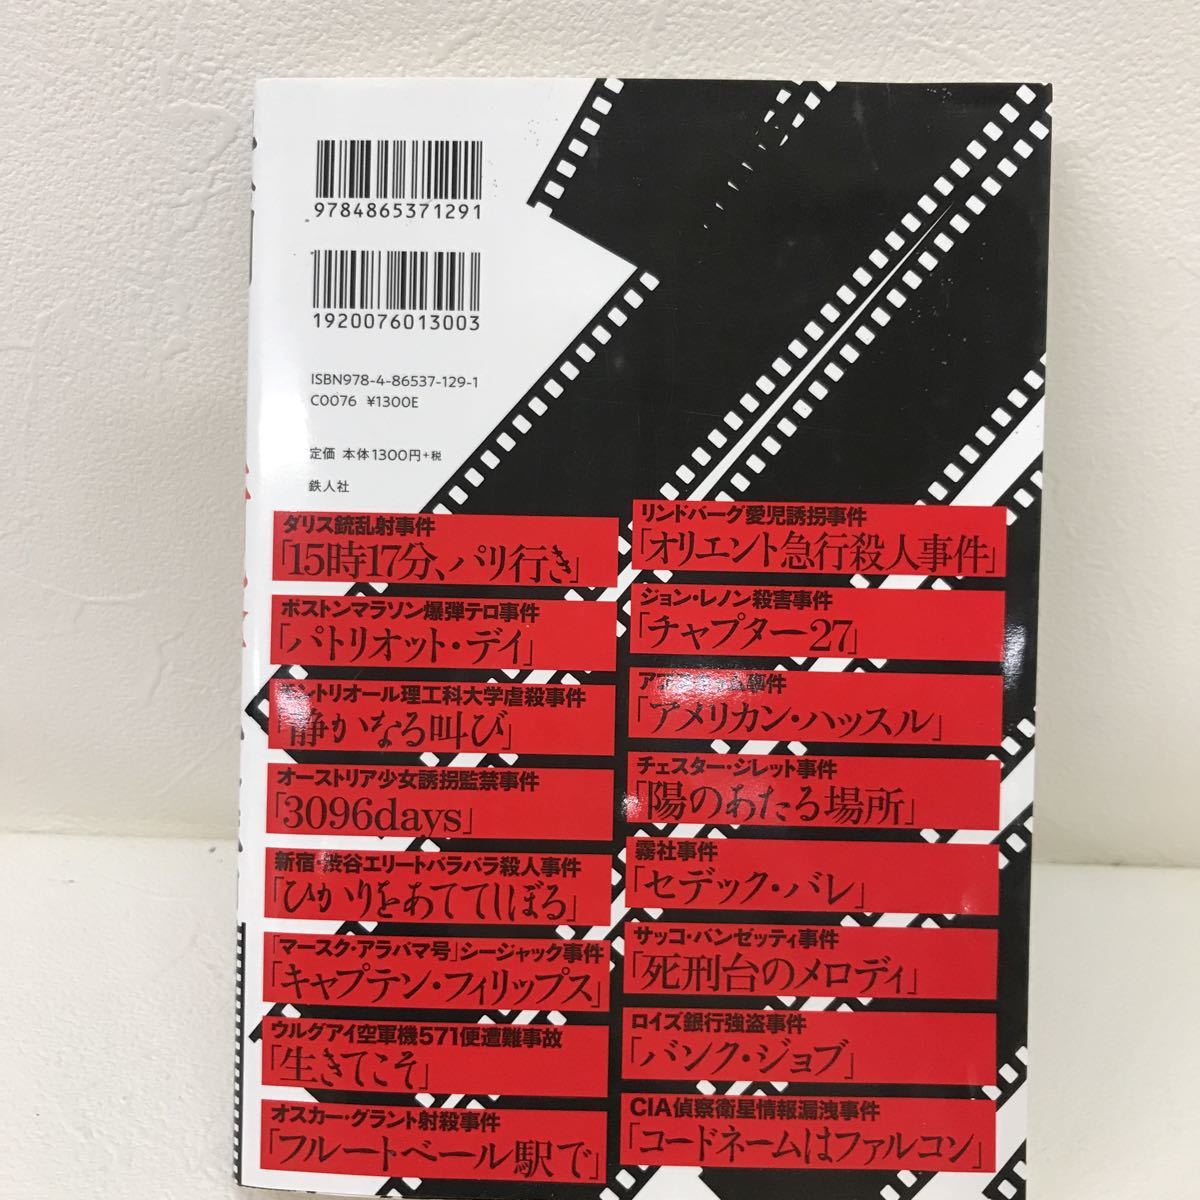 9784865371291
1920076013003
ISBN978-4-86537-129-1
C0076 ¥1300E
定価 本体1300円+税
鉄人社
ダリス銃乱射事件
「15時17分、パリ行き」
ボストンマラソン爆弾テロ事件
「パトリオット・デイ」
モントリオール理工科大学虐殺事件
「静かなる叫び」
オーストリア少女誘拐監禁事件
「3096days」
新宿・渋谷エリートバラバラ殺人事件
「ひかりをあててしぼる」
「マースク・アラバマ号」シージャック事件
「キャプテン・フィリップス」
ウルグアイ空軍機571便遭難事故
「生きてこそ」
オスカー・グラント射殺事件
「フルートベール駅で」
リンドバーグ愛児誘拐事件
「オリエント急行殺人事件」
ジョン・レノン殺害事件
「チャプター27」
アブスキャム事件
「アメリカン・ハッスル」
チェスター・ジレット事件
「陽のあたる場所」
霧社事件
「セデック・バレ」
サッコ・バンゼッティ事件
「死刑台のメロディ」
ロイズ銀行強盗事件
「バンク・ジョブ」
CIA偵察衛星情報漏洩事件
「コードネームはファルコン」